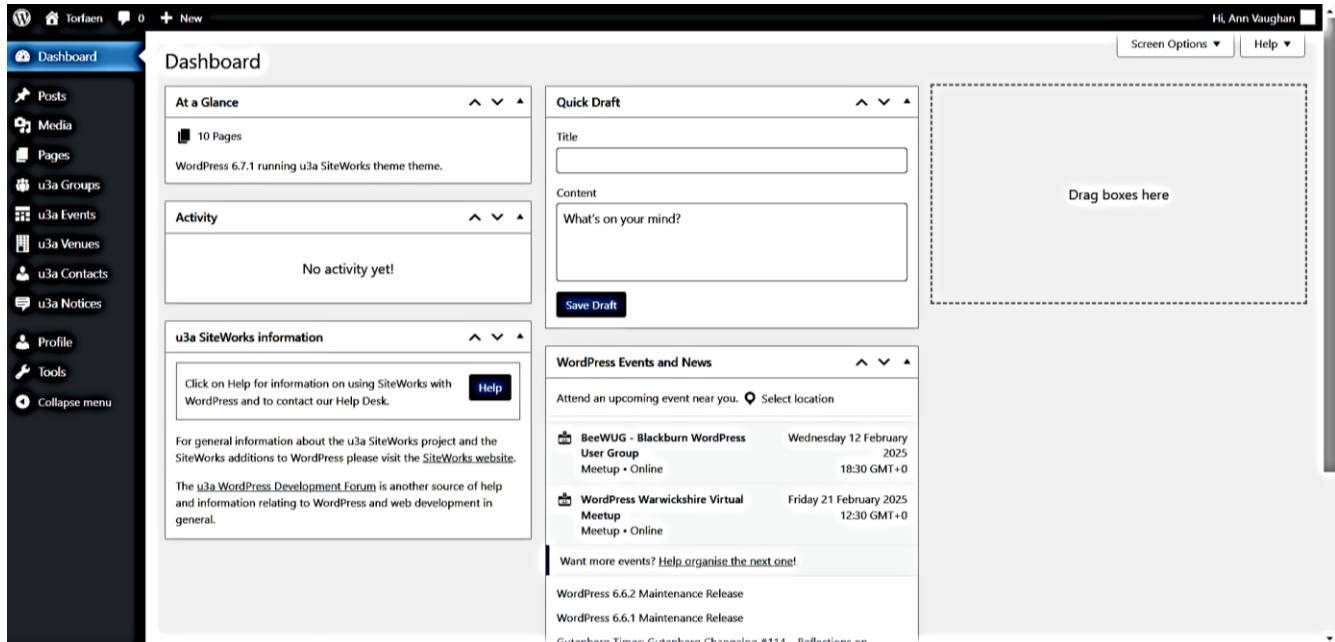 Torfaen 0 New
Hi, Ann Vaughan
Dashboard
Posts
Media
Pages
u3a Groups
u3a Events
u3a Venues
u3a Contacts
u3a Notices
Profile
Tools
Collapse menu
Screen Options ▼
Help ▼
Dashboard
At a Glance
10 Pages
WordPress 6.7.1 running u3a SiteWorks theme theme.
Activity
No activity yet!
u3a SiteWorks information
Click on Help for information on using SiteWorks with
WordPress and to contact our Help Desk.
Help
For general information about the u3a SiteWorks project and the
SiteWorks additions to WordPress please visit the SiteWorks website.
The u3a WordPress Development Forum is another source of help
and information relating to WordPress and web development in
general.
Quick Draft
Title
Content
What's on your mind?
Save Draft
WordPress Events and News
Attend an upcoming event near you. Select location
BeeWUG - Blackburn WordPress
User Group
Meetup • Online
Wednesday 12 February
2025
18:30 GMT+0
WordPress Warwickshire Virtual
Meetup
Meetup • Online
Friday 21 February 2025
12:30 GMT+0
Want more events? Help organise the next one!
WordPress 6.6.2 Maintenance Release
WordPress 6.6.1 Maintenance Release
Gutenberg Times: Gutenberg Changelog #114 – Reflections on
Drag boxes here